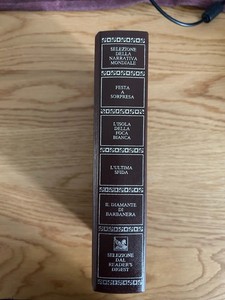 SELEZIONE
DELLA
NARRATIVA
MONDIALE
FESTA
A
SORPRESA
L'ISOLA
DELLA
FOCA
BIANCA
L'ULTIMA
SFIDA
IL DIAMANTE
DI
BARBANERA
SELEZIONE
DAL
READER'S
DIGEST